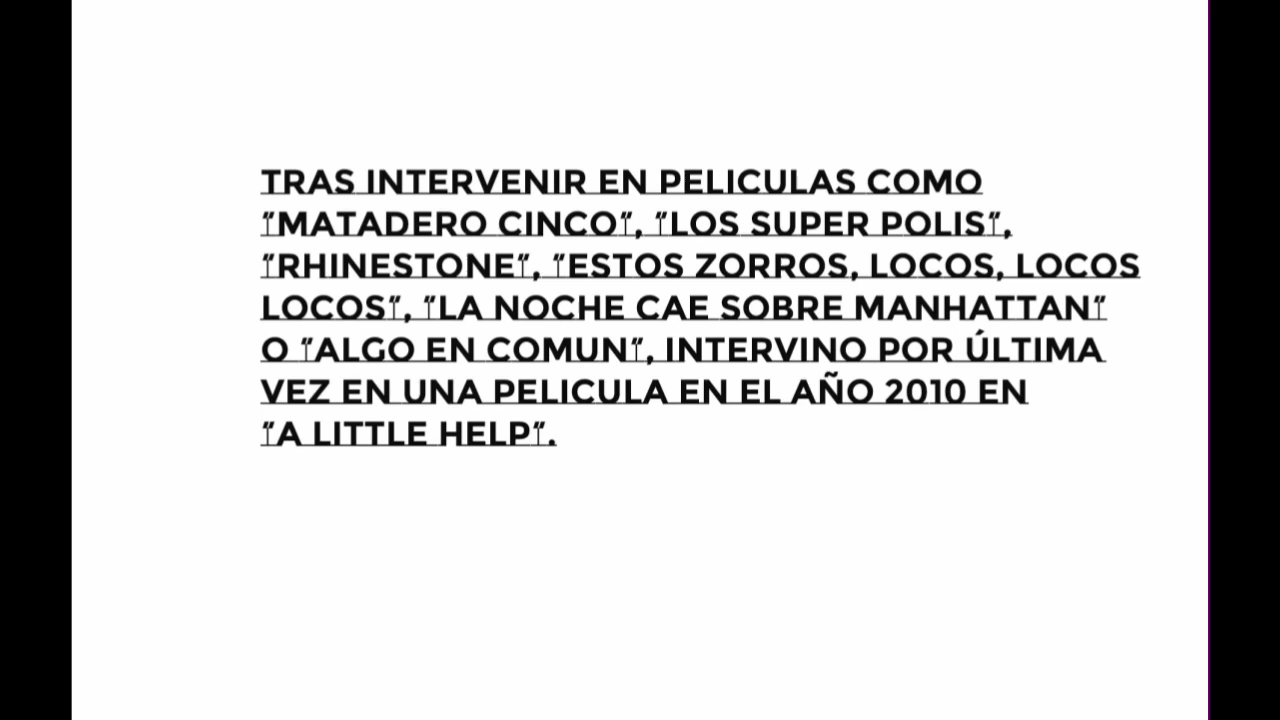 TRAS INTERVENIR EN PELICULAS COMO
"MATADERO CINCO", "LOS SUPER POLIS",
"RHINESTONE", "ESTOS ZORROS, LOCOS, LOCOS
LOCOS", "LA NOCHE CAE SOBRE MANHATTAN"
O "ALGO EN COMUN", INTERVINO POR ÚLTIMA
VEZ EN UNA PELICULA EN EL AÑO 2010 EN
"A LITTLE HELP".